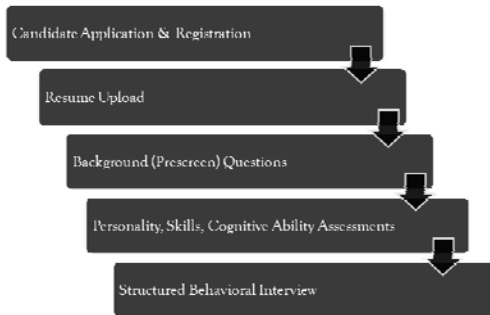 Candidate Application & Registration
Resume Upload
Background (Prescreen) Questions
Personality, Skills, Cognitive Ability Assessments
Structured Behavioral Interview